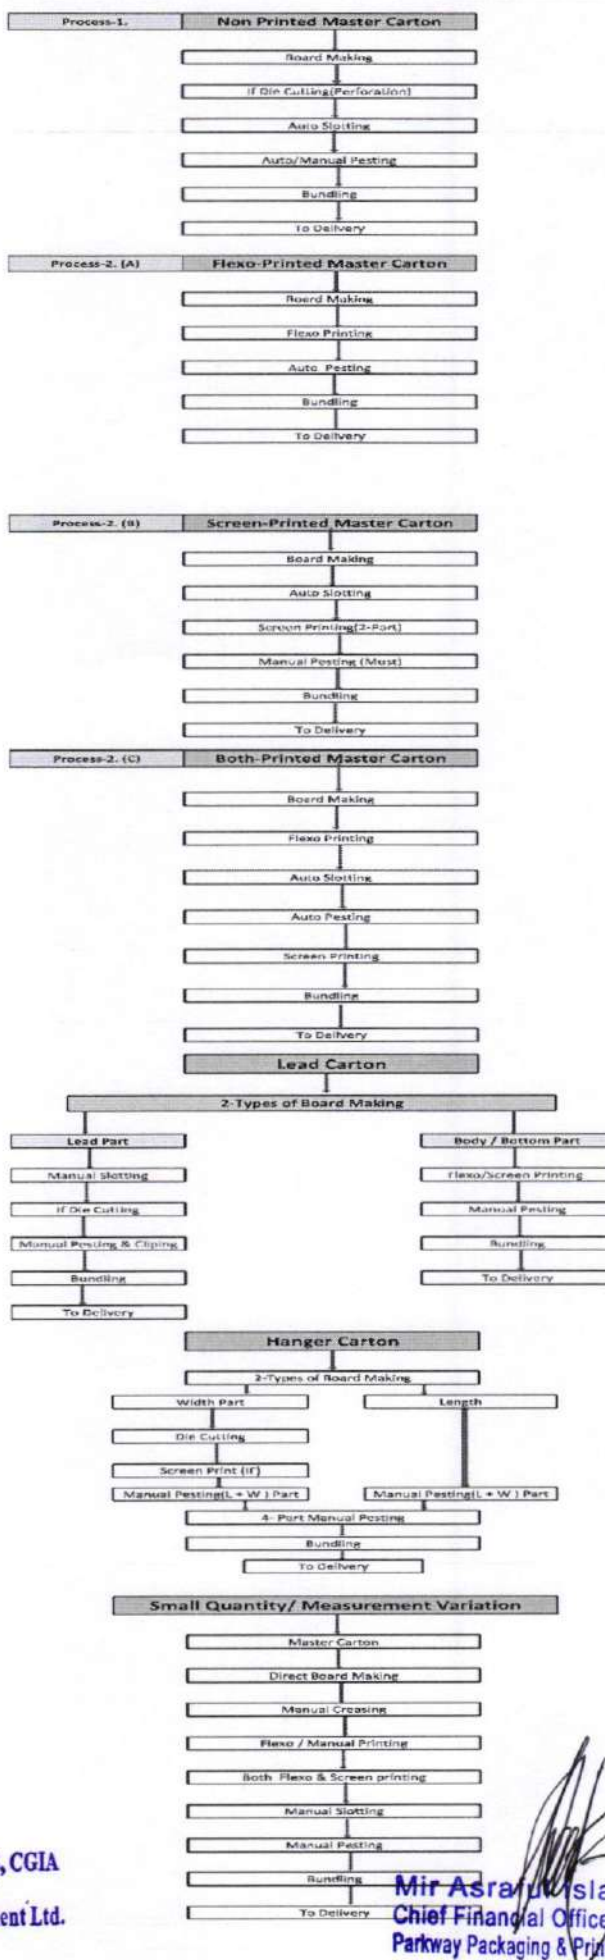 Process-1. Non Printed Master Carton
Board Making
If Die Cutting(Perforation)
Auto Slotting
Auto/Manual Pesting
Bundling
To Delivery
Process-2. (A) Flexo-Printed Master Carton
Board Making
Flexo Printing
Auto Pesting
Bundling
To Delivery
Process-2. (B) Screen-Printed Master Carton
Board Making
Auto Slotting
Screen Printing(2-Part)
Manual Pesting (Must)
Bundling
To Delivery
Process-2. (C) Both-Printed Master Carton
Board Making
Flexo Printing
Auto Slotting
Auto Pesting
Screen Printing
Bundling
To Delivery
Lead Carton
2-Types of Board Making
Lead Part
Manual Slotting
If Die Cutting
Manual Pesting & Cliping
Bundling
To Delivery
Body / Bottom Part
Flexo/Screen Printing
Manual Pesting
Bundling
To Delivery
Hanger Carton
2-Types of Board Making
Width Part
Die Cutting
Screen Print (If)
Manual Pesting(L + W ) Part
Length
Manual Pesting(L + W ) Part
4- Part Manual Pesting
Bundling
To Delivery
Small Quantity/ Measurement Variation
Master Carton
Direct Board Making
Manual Creasing
Flexo / Manual Printing
Both Flexo & Screen printing
Manual Slotting
Manual Pesting
Bundling
To Delivery
, CGIA
ent Ltd.
Mir Asraful Isla
Chief Financial Office
Parkway Packaging & Prin